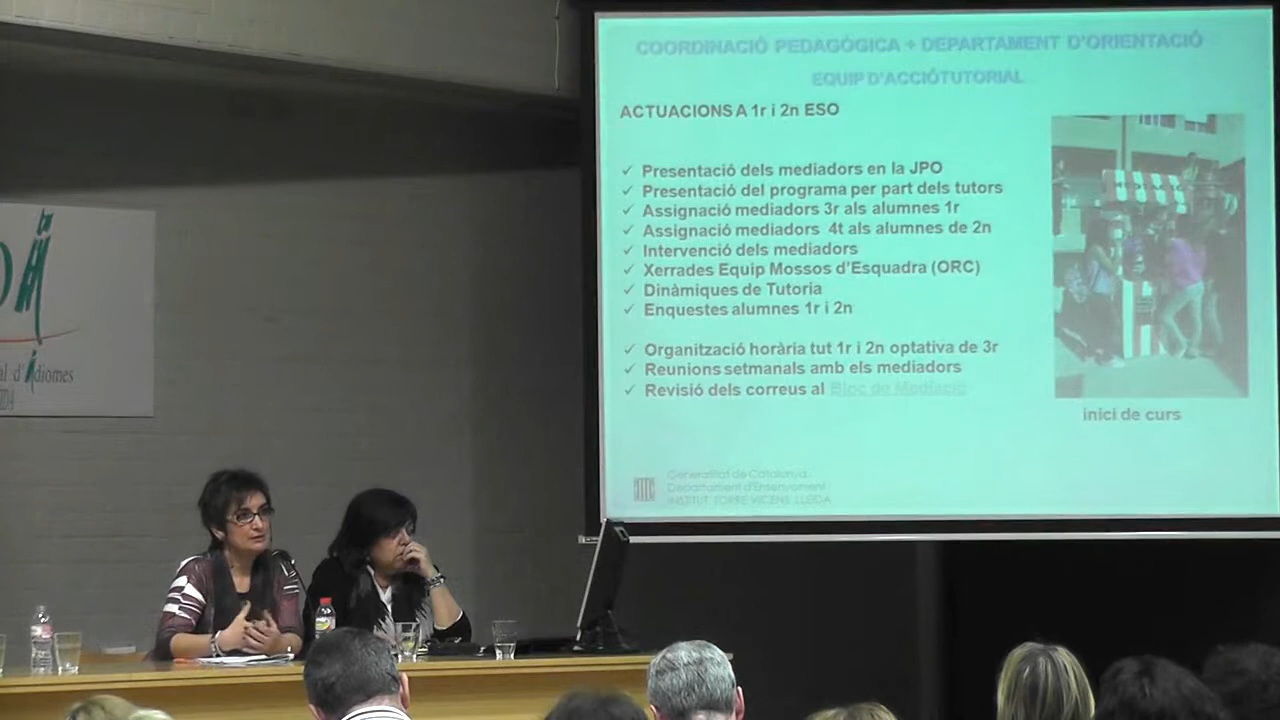 COORDINACIÓ PEDAGÒGICA + DEPARTAMENT D'ORIENTACIÓ
EQUIP D'ACCIÓTUTORIAL
ACTUACIONS A 1r i 2n ESO
✓ Presentació dels mediadors en la JPO
✓ Presentació del programa per part dels tutors
✓ Assignació mediadors 3r als alumnes 1r
✓ Assignació mediadors 4t als alumnes de 2n
✓ Intervenció dels mediadors
✓ Xerrades Equip Mossos d'Esquadra (ORC)
✓ Dinàmiques de Tutoria
✓ Enquestes alumnes 1r i 2n
✓ Organització horària tut 1r i 2n optativa de 3r
✓ Reunions setmanals amb els mediadors
✓ Revisió dels correus al Bloc de Mediació
inici de curs
Generalitat de Catalunya
Departament d'Ensenyament
INSTITUT TORRE VICENS LLEIDA
d'idiomes